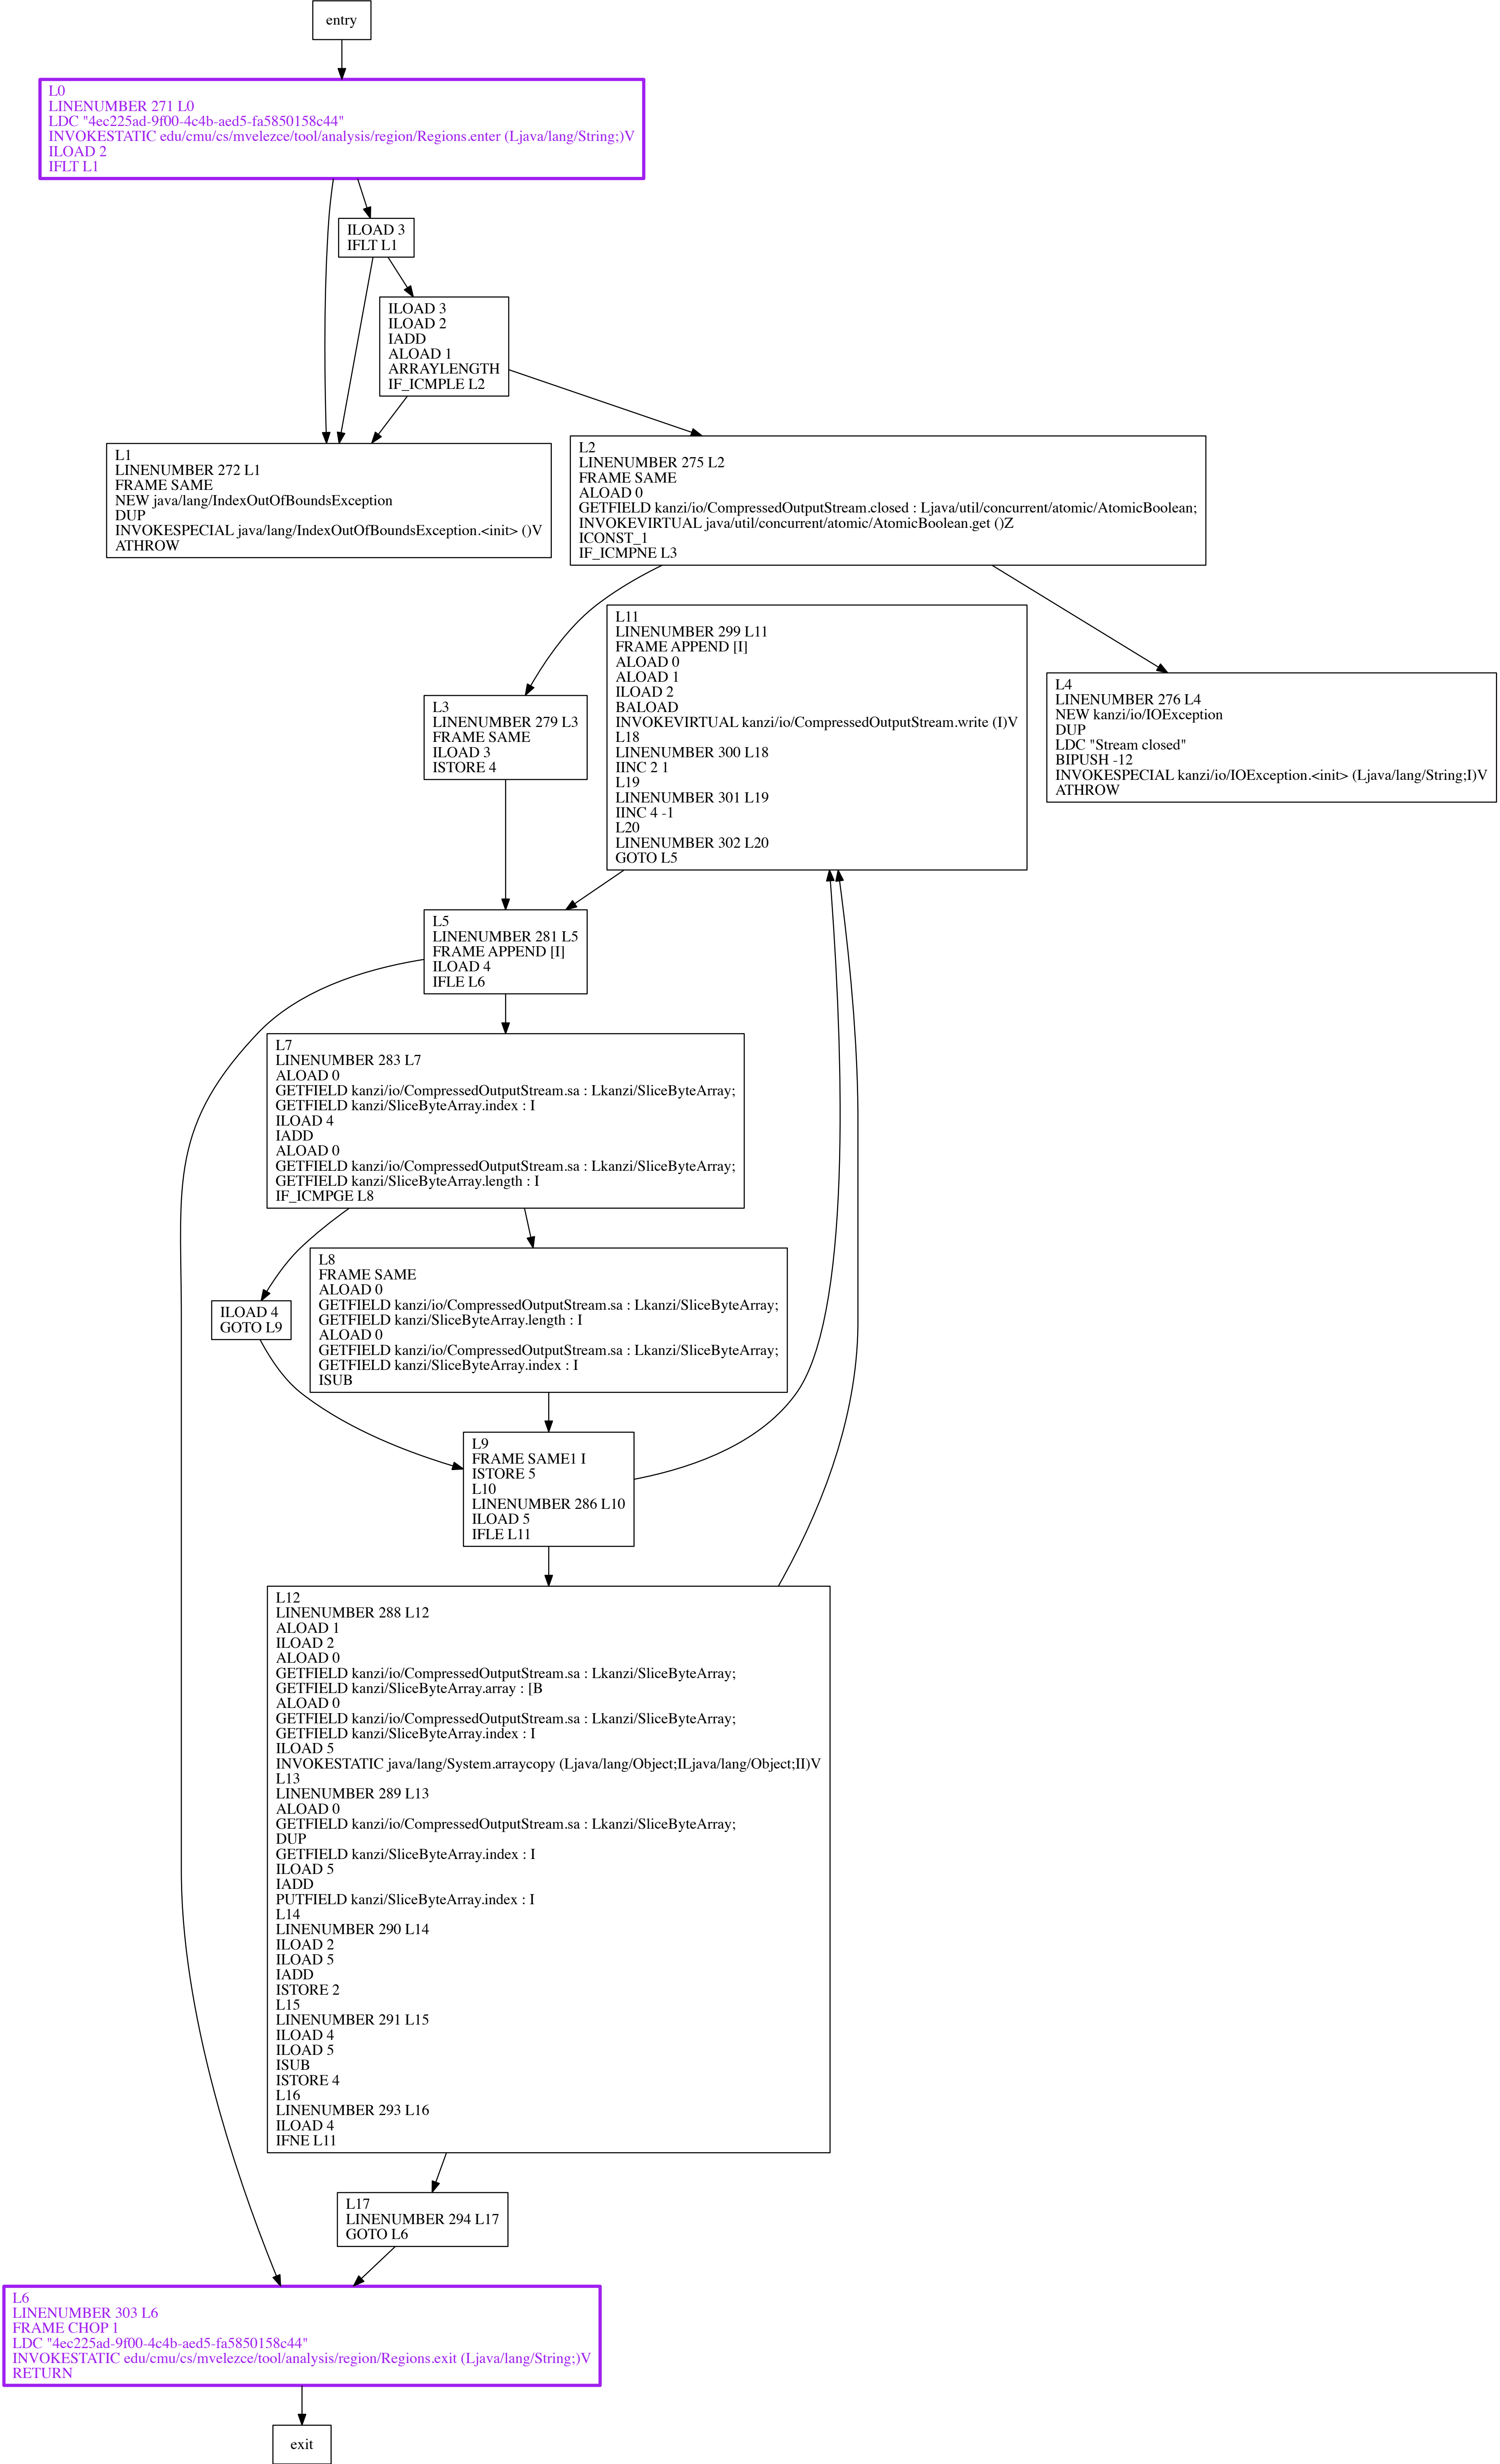 entry
L0
LINENUMBER 271 L0
LDC "4ec225ad-9f00-4c4b-aed5-fa5850158c44"
INVOKESTATIC edu/cmu/cs/mvelezce/tool/analysis/region/Regions.enter (Ljava/lang/String;)V
ILOAD 2
IFLT L1
ILOAD 3
IFLT L1
ILOAD 3
ILOAD 2
IADD
ALOAD 1
ARRAYLENGTH
IF_ICMPLE L2
L1
LINENUMBER 272 L1
FRAME SAME
NEW java/lang/IndexOutOfBoundsException
DUP
INVOKESPECIAL java/lang/IndexOutOfBoundsException.<init> ()V
ATHROW
L2
LINENUMBER 275 L2
FRAME SAME
ALOAD 0
GETFIELD kanzi/io/CompressedOutputStream.closed : Ljava/util/concurrent/atomic/AtomicBoolean;
INVOKEVIRTUAL java/util/concurrent/atomic/AtomicBoolean.get ()Z
ICONST_1
IF_ICMPNE L3
L11
LINENUMBER 299 L11
FRAME APPEND [I]
ALOAD 0
ALOAD 1
ILOAD 2
BALOAD
INVOKEVIRTUAL kanzi/io/CompressedOutputStream.write (I)V
L18
LINENUMBER 300 L18
IINC 2 1
L19
LINENUMBER 301 L19
IINC 4 -1
L20
LINENUMBER 302 L20
GOTO L5
L3
LINENUMBER 279 L3
FRAME SAME
ILOAD 3
ISTORE 4
L4
LINENUMBER 276 L4
NEW kanzi/io/IOException
DUP
LDC "Stream closed"
BIPUSH -12
INVOKESPECIAL kanzi/io/IOException.<init> (Ljava/lang/String;I)V
ATHROW
L5
LINENUMBER 281 L5
FRAME APPEND [I]
ILOAD 4
IFLE L6
L7
LINENUMBER 283 L7
ALOAD 0
GETFIELD kanzi/io/CompressedOutputStream.sa : Lkanzi/SliceByteArray;
GETFIELD kanzi/SliceByteArray.index : I
ILOAD 4
IADD
ALOAD 0
GETFIELD kanzi/io/CompressedOutputStream.sa : Lkanzi/SliceByteArray;
GETFIELD kanzi/SliceByteArray.length : I
IF_ICMPGE L8
L8
FRAME SAME
ALOAD 0
GETFIELD kanzi/io/CompressedOutputStream.sa : Lkanzi/SliceByteArray;
GETFIELD kanzi/SliceByteArray.length : I
ALOAD 0
GETFIELD kanzi/io/CompressedOutputStream.sa : Lkanzi/SliceByteArray;
GETFIELD kanzi/SliceByteArray.index : I
ISUB
ILOAD 4
GOTO L9
L9
FRAME SAME1 I
ISTORE 5
L10
LINENUMBER 286 L10
ILOAD 5
IFLE L11
L12
LINENUMBER 288 L12
ALOAD 1
ILOAD 2
ALOAD 0
GETFIELD kanzi/io/CompressedOutputStream.sa : Lkanzi/SliceByteArray;
GETFIELD kanzi/SliceByteArray.array : [B
ALOAD 0
GETFIELD kanzi/io/CompressedOutputStream.sa : Lkanzi/SliceByteArray;
GETFIELD kanzi/SliceByteArray.index : I
ILOAD 5
INVOKESTATIC java/lang/System.arraycopy (Ljava/lang/Object;ILjava/lang/Object;II)V
L13
LINENUMBER 289 L13
ALOAD 0
GETFIELD kanzi/io/CompressedOutputStream.sa : Lkanzi/SliceByteArray;
DUP
GETFIELD kanzi/SliceByteArray.index : I
ILOAD 5
IADD
PUTFIELD kanzi/SliceByteArray.index : I
L14
LINENUMBER 290 L14
ILOAD 2
ILOAD 5
IADD
ISTORE 2
L15
LINENUMBER 291 L15
ILOAD 4
ILOAD 5
ISUB
ISTORE 4
L16
LINENUMBER 293 L16
ILOAD 4
IFNE L11
L17
LINENUMBER 294 L17
GOTO L6
L6
LINENUMBER 303 L6
FRAME CHOP 1
LDC "4ec225ad-9f00-4c4b-aed5-fa5850158c44"
INVOKESTATIC edu/cmu/cs/mvelezce/tool/analysis/region/Regions.exit (Ljava/lang/String;)V
RETURN
exit